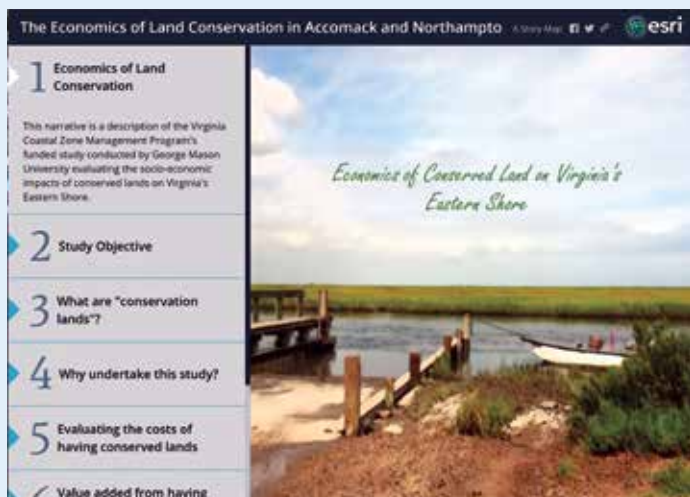 The Economics of Land Conservation in Accomack and Northampto
A Story Map
esri
1 Economics of Land
Conservation
This narrative is a description of the Virginia
Coastal Zone Management Program's
funded study conducted by George Mason
University evaluating the socio-economic
impacts of conserved lands on Virginia's
Eastern Shore.
2 Study Objective
3 What are "conservation
lands"?
4 Why undertake this study?
5 Evaluating the costs of
having conserved lands
6 Value added from having
Economics of Conserved Land on Virginia's
Eastern Shore